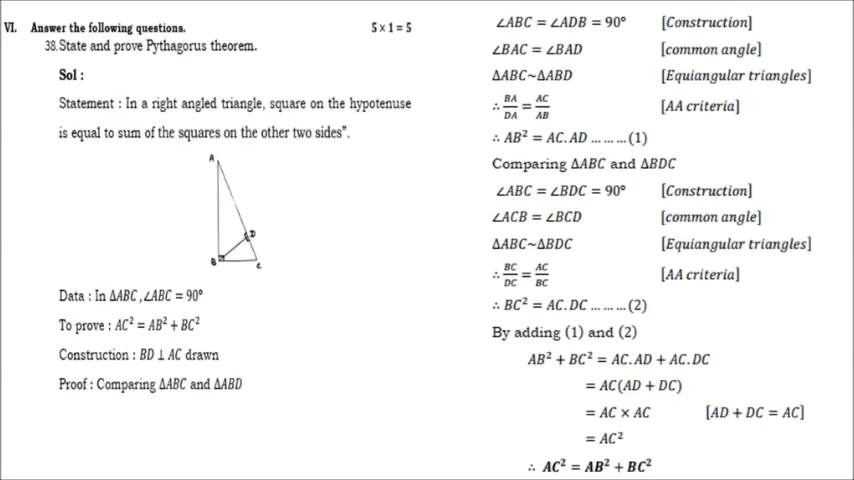 VI. Answer the following questions. 5 × 1 = 5
38. State and prove Pythagorus theorem.
Sol :
Statement : In a right angled triangle, square on the hypotenuse
is equal to sum of the squares on the other two sides”.
A
D
B
C
Data : In ΔABC, ∠ABC = 90°
To prove : AC² = AB² + BC²
Construction : BD ⊥ AC drawn
Proof : Comparing ΔABC and ΔABD
∠ABC = ∠ADB = 90° [Construction]
∠BAC = ∠BAD [common angle]
ΔABC~ΔABD [Equiangular triangles]
∴ BA/DA = AC/AB [AA criteria]
∴ AB² = AC. AD ... ... ... (1)
Comparing ΔABC and ΔBDC
∠ABC = ∠BDC = 90° [Construction]
∠ACB = ∠BCD [common angle]
ΔABC~ΔBDC [Equiangular triangles]
∴ BC/DC = AC/BC [AA criteria]
∴ BC² = AC. DC ... ... ... (2)
By adding (1) and (2)
AB² + BC² = AC. AD + AC. DC
= AC(AD + DC)
= AC × AC [AD + DC = AC]
= AC²
∴ AC² = AB² + BC²